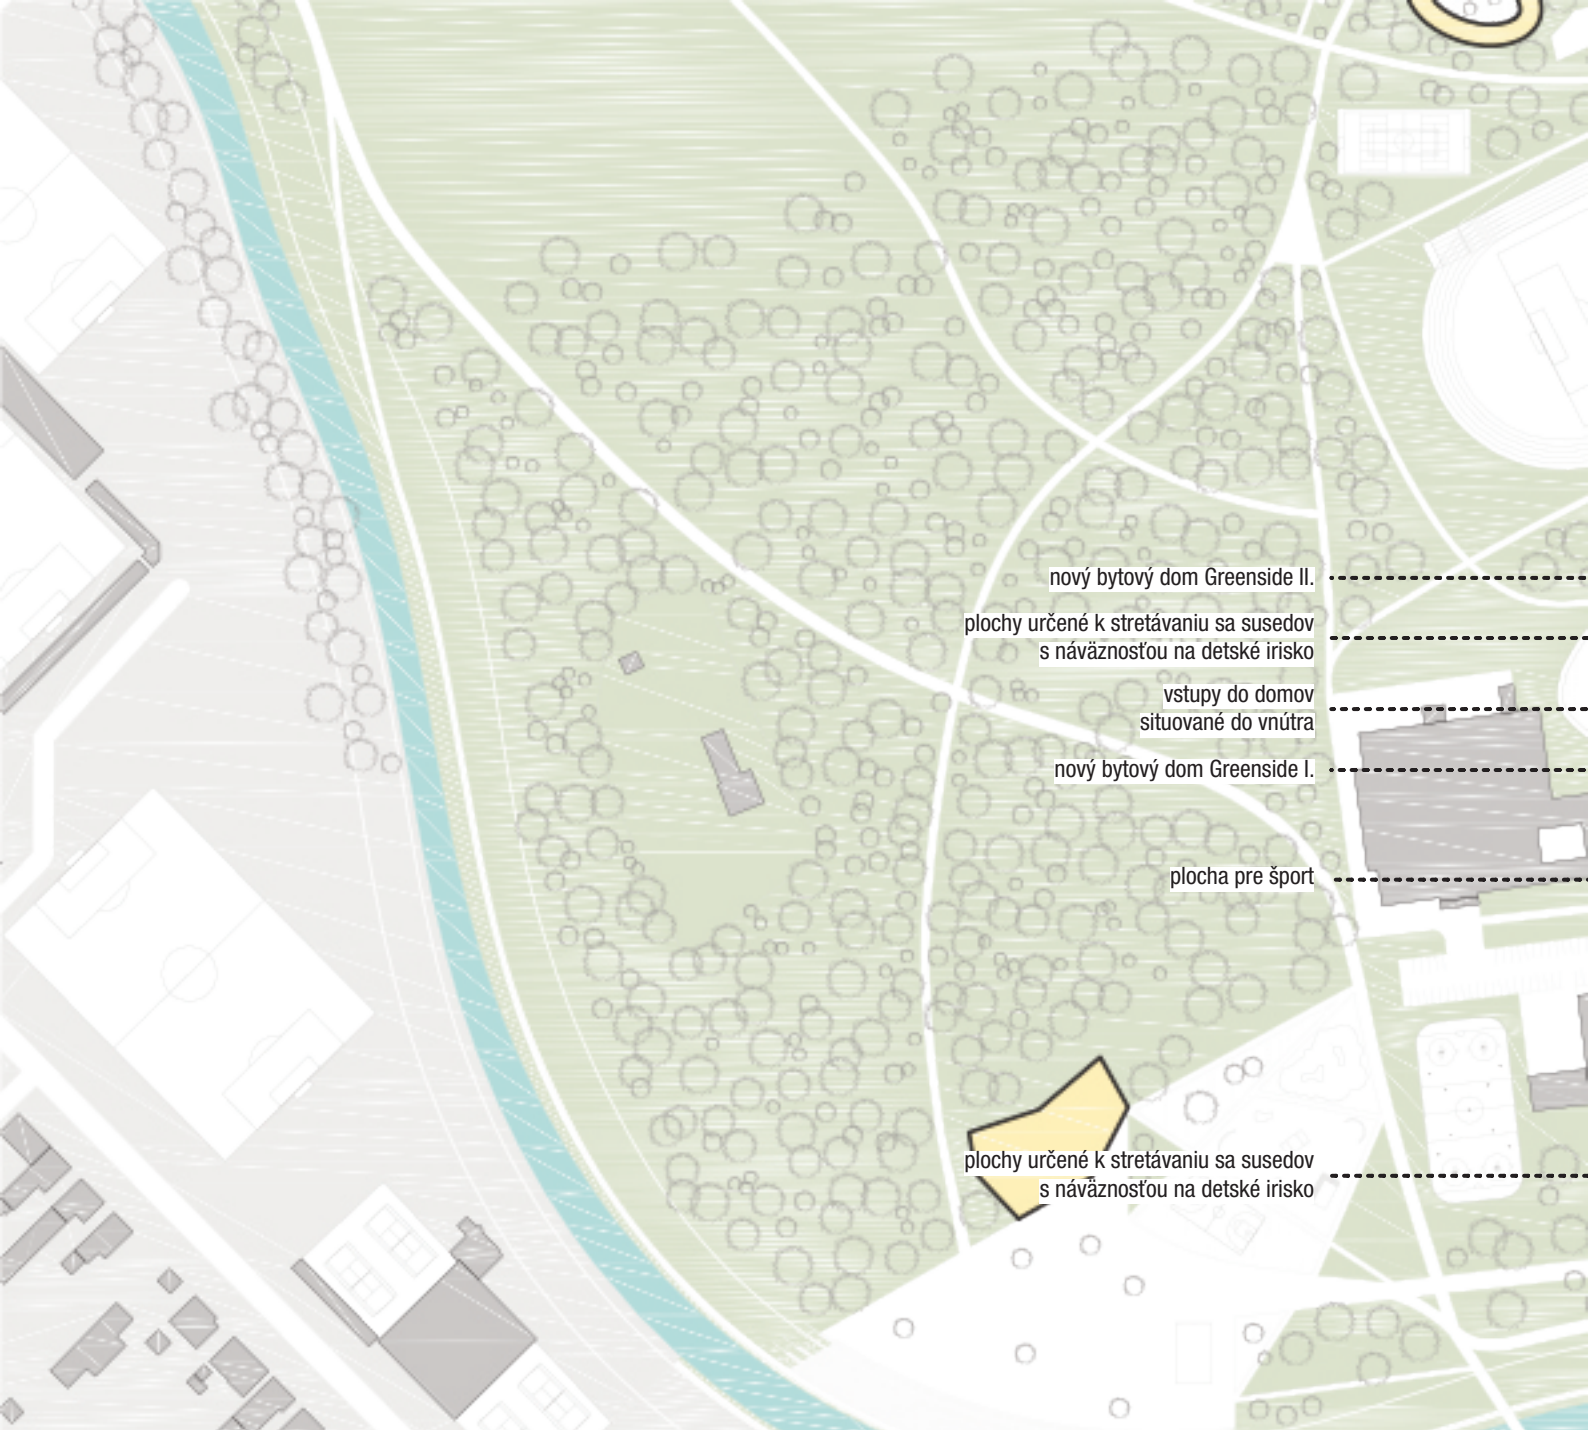 nový bytový dom Greenside II.
plochy určené k stretávaniu sa susedov
s náväznosťou na detské irisko
vstupy do domov
situované do vnútra
nový bytový dom Greenside I.
plocha pre šport
plochy určené k stretávaniu sa susedov
s náväznosťou na detské irisko